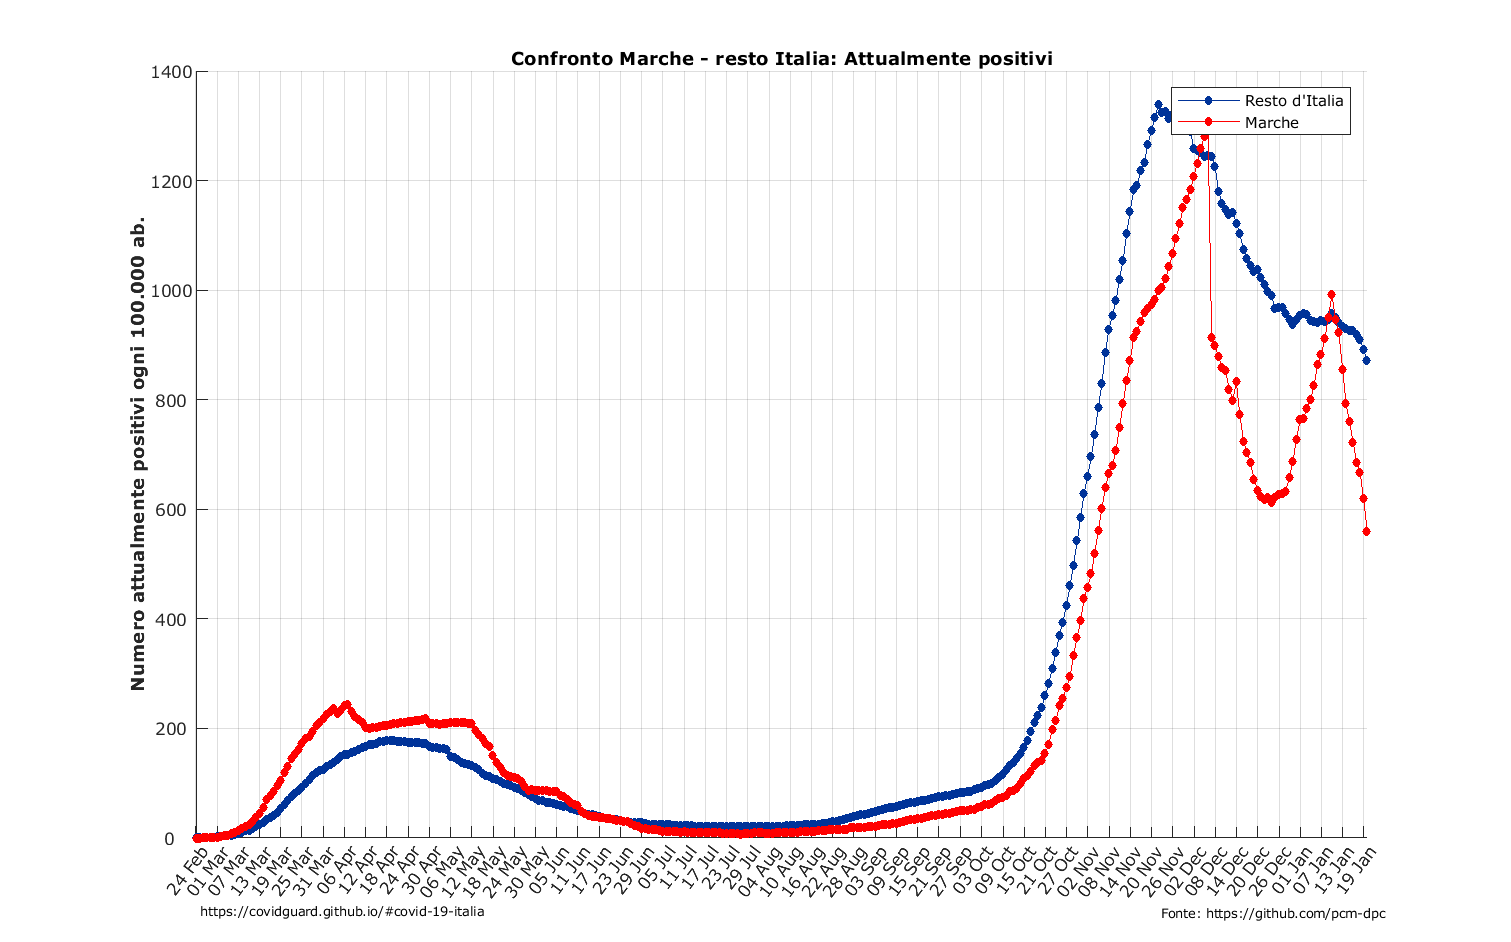 Confronto Marche - resto Italia: Attualmente positivi
Numero attualmente positivi ogni 100.000 ab.
1400
1200
1000
800
600
400
200
0
Resto d'Italia
Marche
24 Feb
01 Mar
07 Mar
13 Mar
19 Mar
25 Mar
31 Mar
06 Apr
12 Apr
18 Apr
24 Apr
30 Apr
06 May
12 May
18 May
24 May
30 May
05 Jun
11 Jun
17 Jun
23 Jun
29 Jun
05 Jul
11 Jul
17 Jul
23 Jul
29 Jul
04 Aug
10 Aug
16 Aug
22 Aug
28 Aug
03 Sep
09 Sep
15 Sep
21 Sep
27 Sep
03 Oct
09 Oct
15 Oct
21 Oct
27 Oct
02 Nov
08 Nov
14 Nov
20 Nov
26 Nov
02 Dec
08 Dec
14 Dec
20 Dec
26 Dec
01 Jan
07 Jan
13 Jan
19 Jan
https://covidguard.github.io/#covid-19-italia
Fonte: https://github.com/pcm-dpc